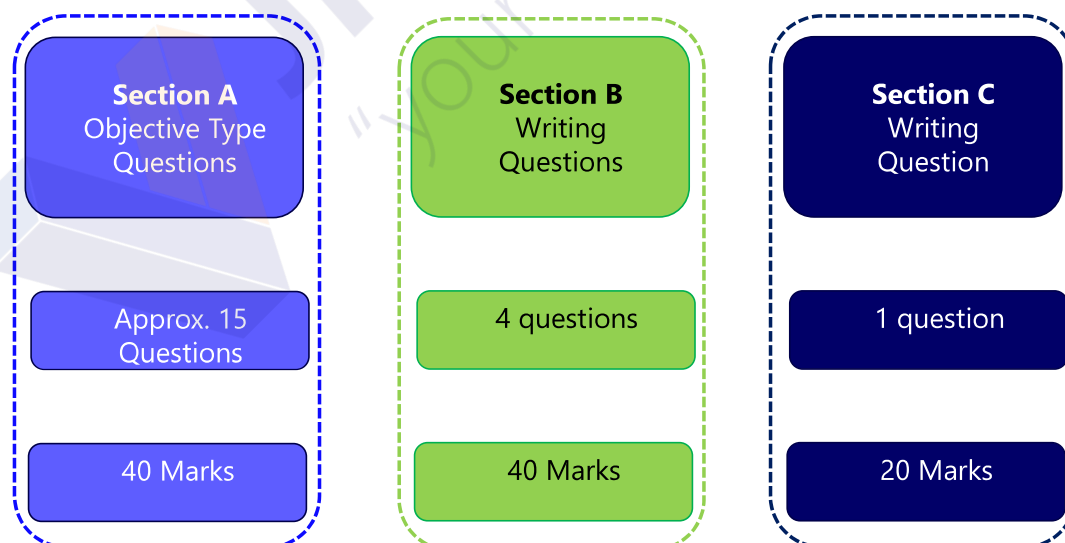 Section A
Objective Type
Questions
Approx. 15
Questions
40 Marks
Section B
Writing
Questions
4 questions
40 Marks
Section C
Writing
Question
1 question
20 Marks
"your